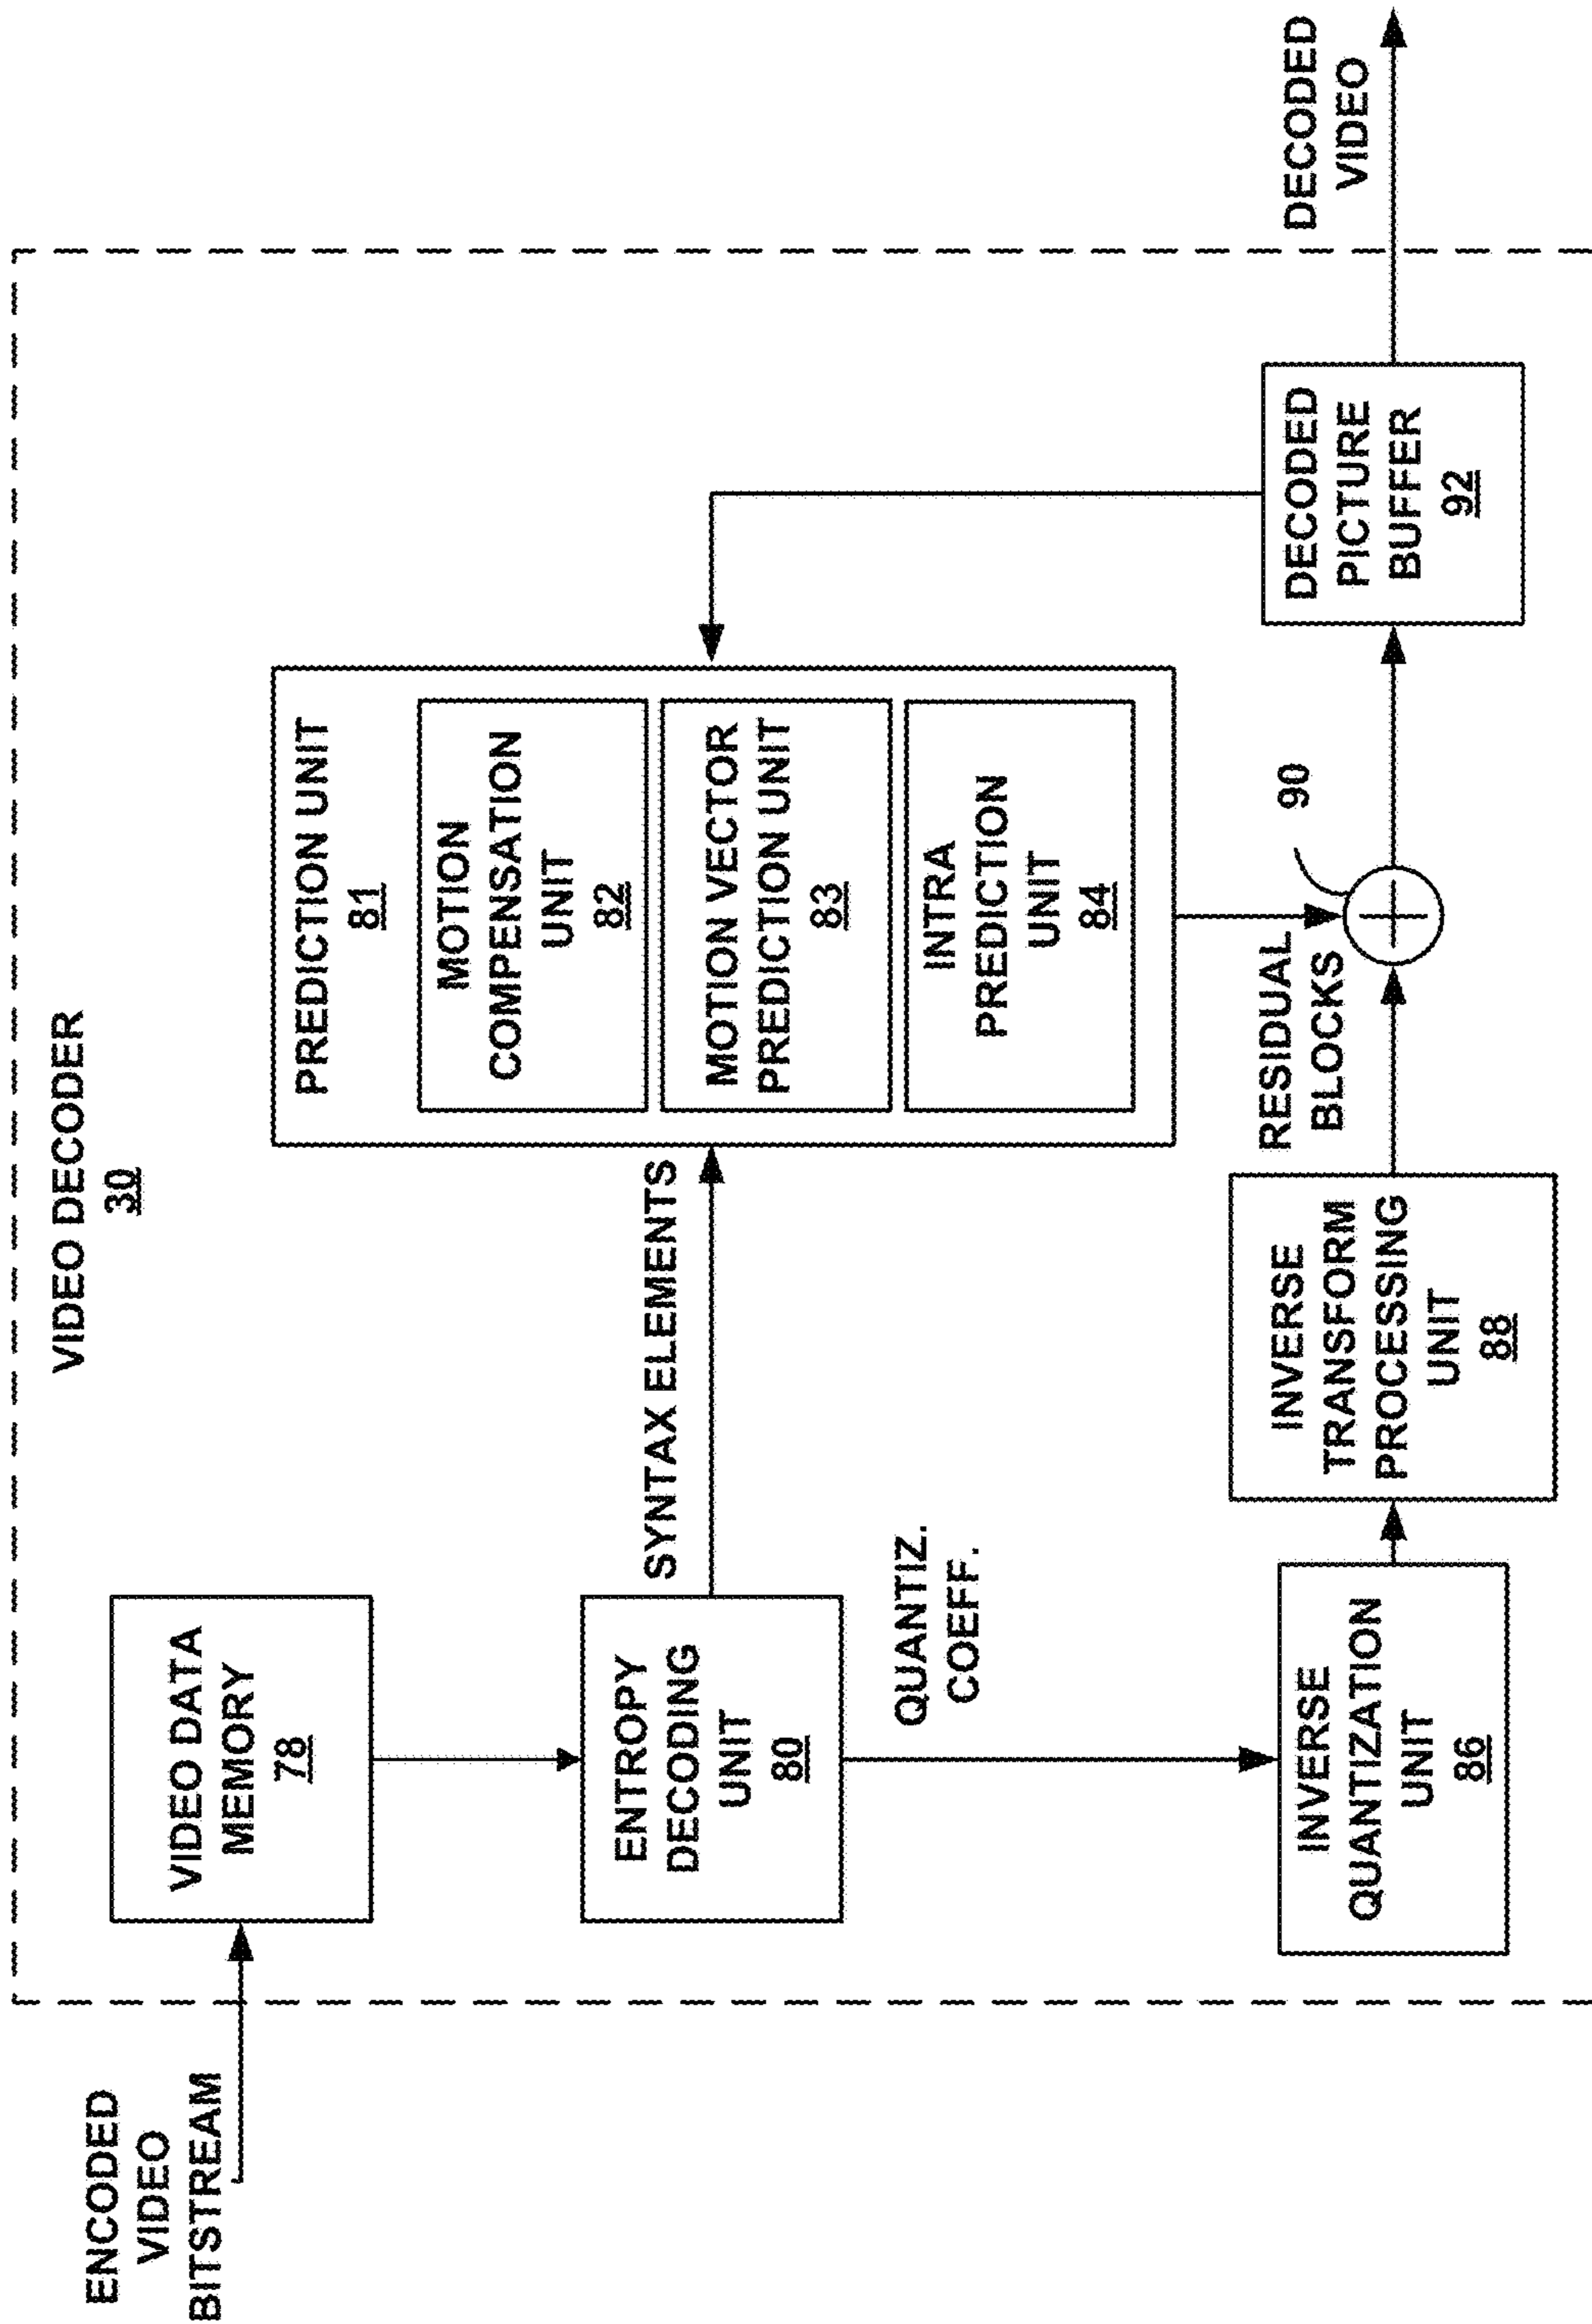 VIDEO DECODER
30
ENCODED
VIDEO
BITSTREAM
VIDEO DATA
MEMORY
78
ENTROPY
DECODING
UNIT
80
SYNTAX ELEMENTS
QUANTIZ.
COEFF.
PREDICTION UNIT
81
MOTION
COMPENSATION
UNIT
82
MOTION VECTOR
PREDICTION UNIT
83
INTRA
PREDICTION
UNIT
84
INVERSE
QUANTIZATION
UNIT
86
INVERSE
TRANSFORM
PROCESSING
UNIT
88
RESIDUAL
BLOCKS
90
DECODED
PICTURE
BUFFER
92
DECODED
VIDEO